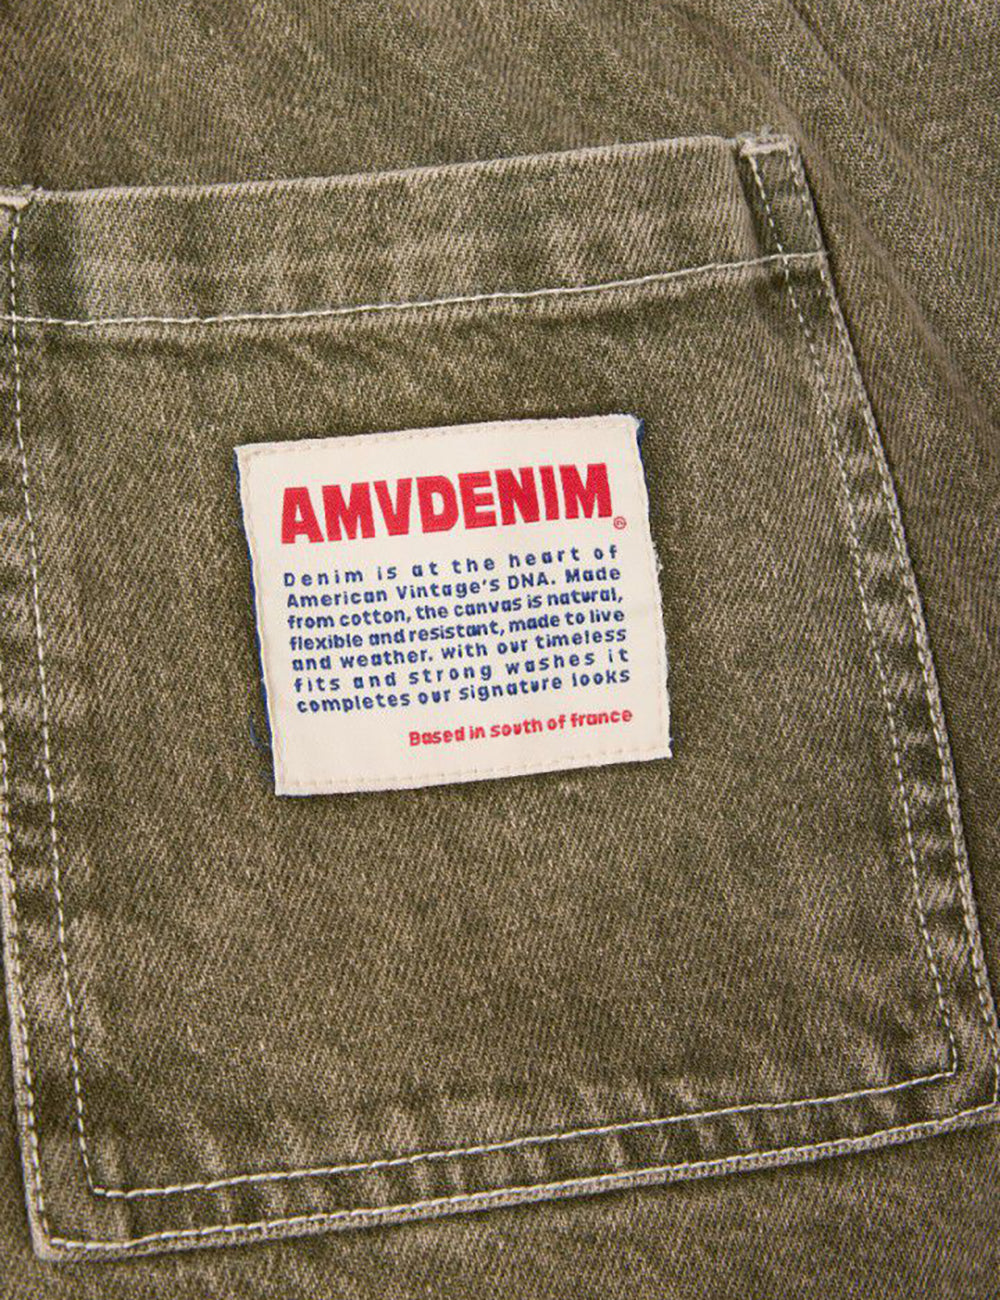 AMVDENIM®
Denim is at the heart of
American Vintage's DNA. Made
from cotton, the canvas is natural,
flexible and resistant, made to live
and weather. with our timeless
fits and strong washes it
completes our signature looks
Based in south of france